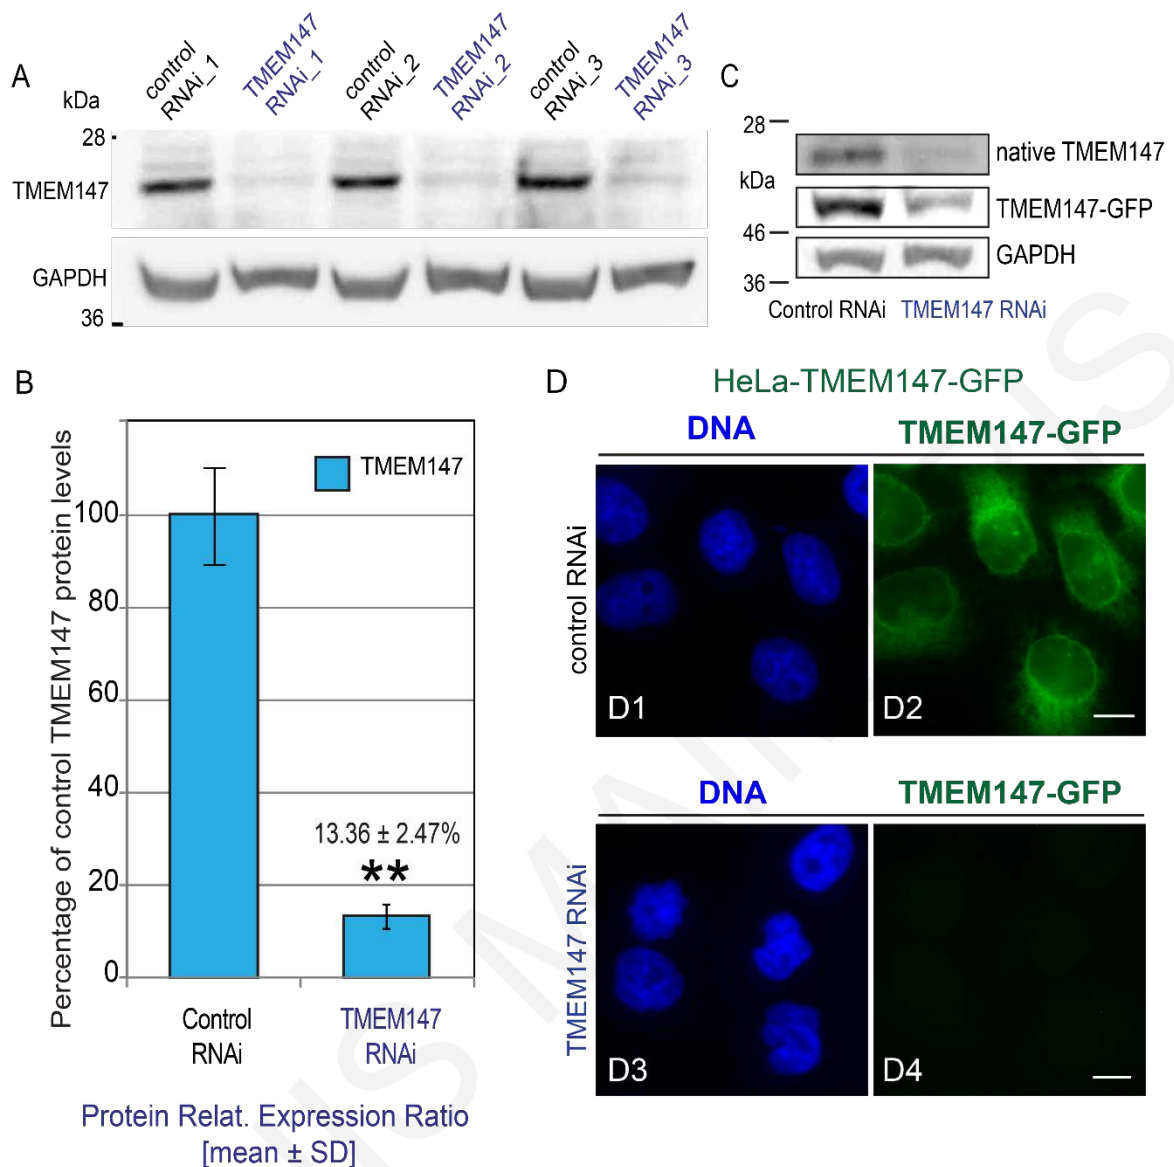 A
kDa
control
RNAi_1
TMEM147
RNAi_1
control
RNAi_2
TMEM147
RNAi_2
control
RNAi_3
TMEM147
RNAi_3
28
TMEM147
GAPDH
36
C
28
kDa
46
36
native TMEM147
TMEM147-GFP
GAPDH
Control RNAi TMEM147 RNAi
B
Percentage of control TMEM147 protein levels
100
80
60
40
20
0
TMEM147
13.36 ± 2.47%
**
Control
RNAi
TMEM147
RNAi
Protein Relat. Expression Ratio
[mean ± SD]
D
HeLa-TMEM147-GFP
DNA TMEM147-GFP
control RNAi
D1 D2
DNA TMEM147-GFP
TMEM147 RNAi
D3 D4